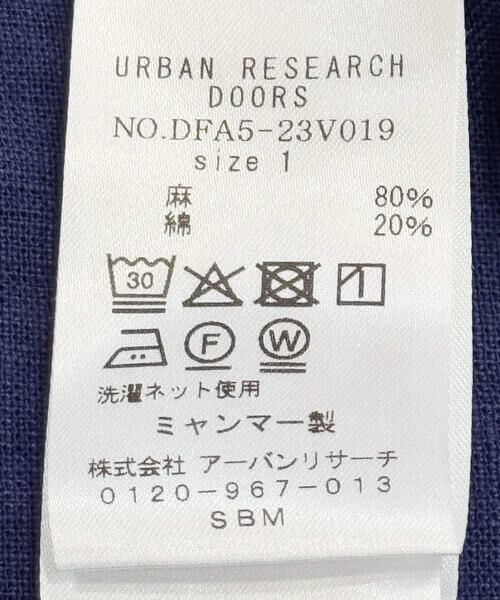 URBAN RESEARCH
DOORS
NO.DFA5-23V019
size 1
麻 80%
綿 20%
30
F W
洗濯ネット使用
ミャンマー製
株式会社 アーバンリサーチ
0120-967-013
SBM